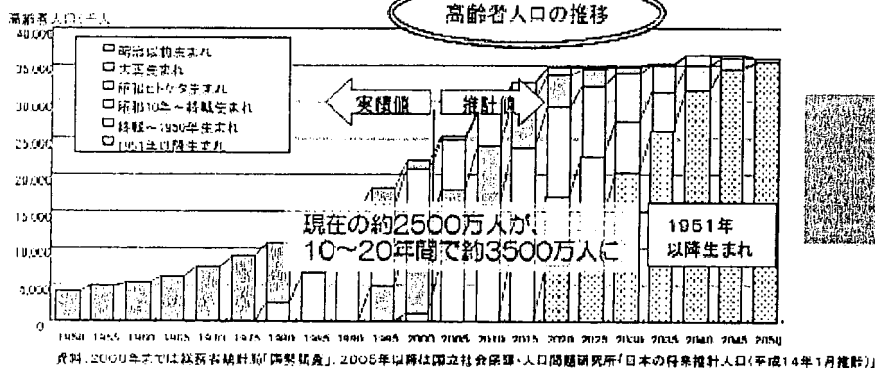 高齢者人口の推移
高齢者人口:千人
40,000
35,000
30,000
25,000
20,000
15,000
10,000
5,000
0
明治以前生まれ
大正生まれ
昭和ヒトケタ生まれ
昭和10年~終戦生まれ
終戦~1950年生まれ
1951年以降生まれ
実績値
推計値
現在の約2500万人が、
10~20年間で約3500万人に
1951年
以降生まれ
1950 1955 1960 1965 1970 1975 1980 1985 1990 1995 2000 2005 2010 2015 2020 2025 2030 2035 2040 2045 2050
資料:2000年までは総務省統計局「国勢調査」、2005年以降は国立社会保障・人口問題研究所「日本の将来推計人口(平成14年1月推計)」